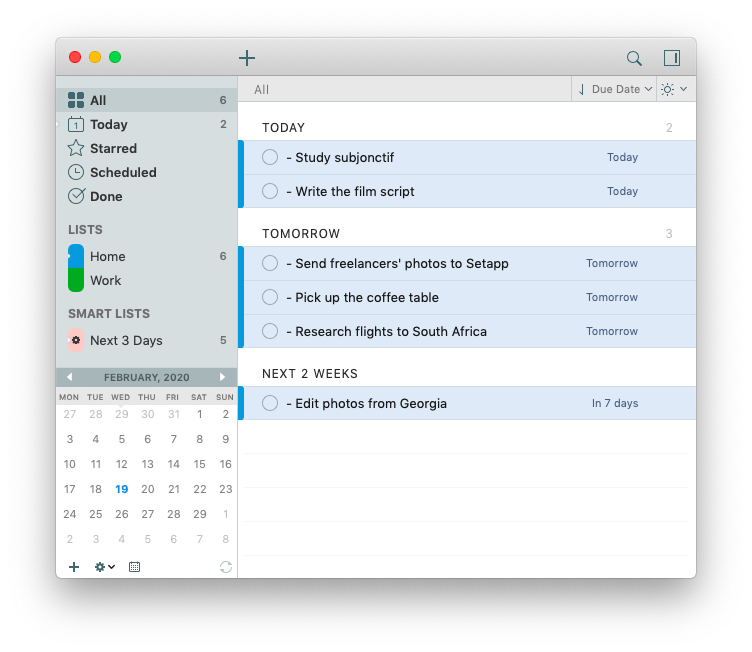 All 6
1
Today 2
Starred
Scheduled
Done
LISTS
Home 6
Work
SMART LISTS
Next 3 Days 5
FEBRUARY, 2020
MON TUE WED THU FRI SAT SUN
27 28 29 30 31 1 2
3 4 5 6 7 8 9
10 11 12 13 14 15 16
17 18 19 20 21 22 23
24 25 26 27 28 29 1
2 3 4 5 6 7 8
All Due Date
TODAY 2
- Study subjonctif Today
- Write the film script Today
TOMORROW 3
- Send freelancers' photos to Setapp Tomorrow
- Pick up the coffee table Tomorrow
- Research flights to South Africa Tomorrow
NEXT 2 WEEKS
- Edit photos from Georgia In 7 days